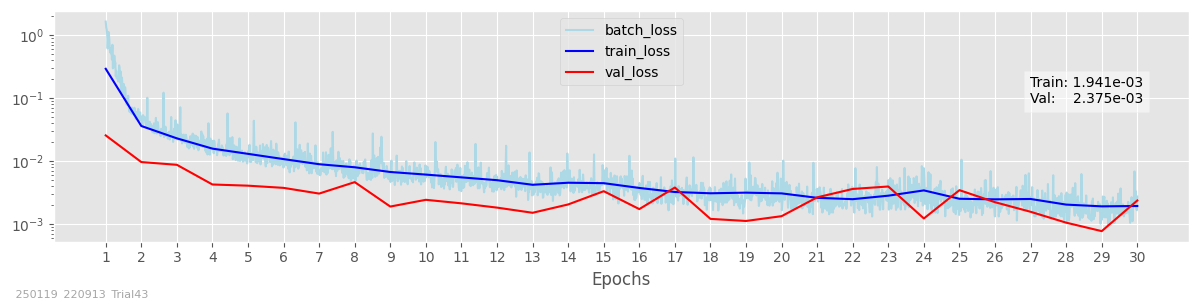 batch_loss
train_loss
val_loss
Train: 1.941e-03
Val: 2.375e-03
10⁰
10⁻¹
10⁻²
10⁻³
1 2 3 4 5 6 7 8 9 10 11 12 13 14 15 16 17 18 19 20 21 22 23 24 25 26 27 28 29 30
Epochs
250119_220913_Trial43